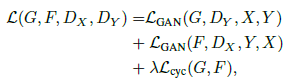 ℒ(G, F, D_X, D_Y) =ℒ_GAN(G, D_Y, X, Y)
+ ℒ_GAN(F, D_X, Y, X)
+ λℒ_cyc(G, F),